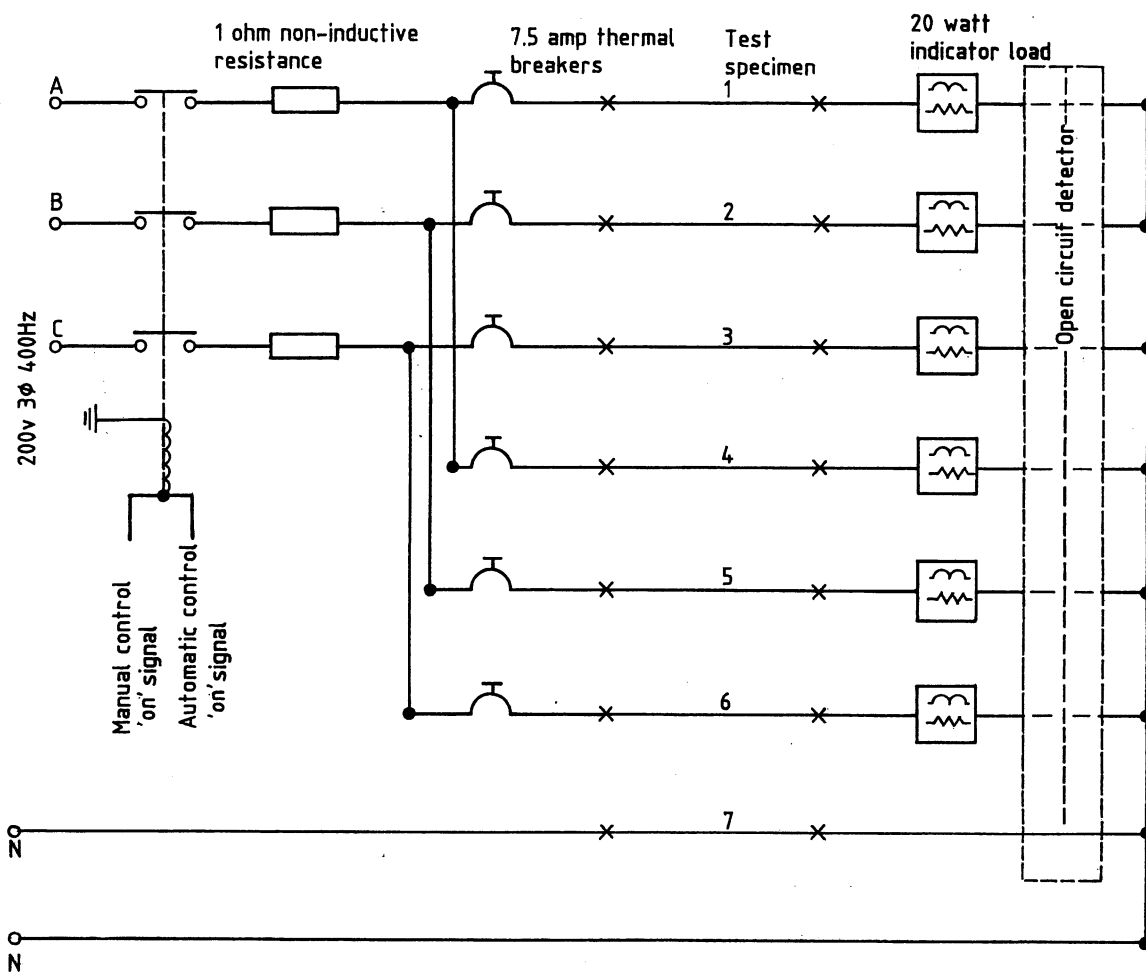 1 ohm non-inductive
resistance
7.5 amp thermal
breakers
Test
specimen
20 watt
indicator load
A
1
B
2
C
3
200v 3ϕ 400Hz
Open circuif detector
4
5
6
Manual control
'on' signal
Automatic control
'on' signal
7
N
N